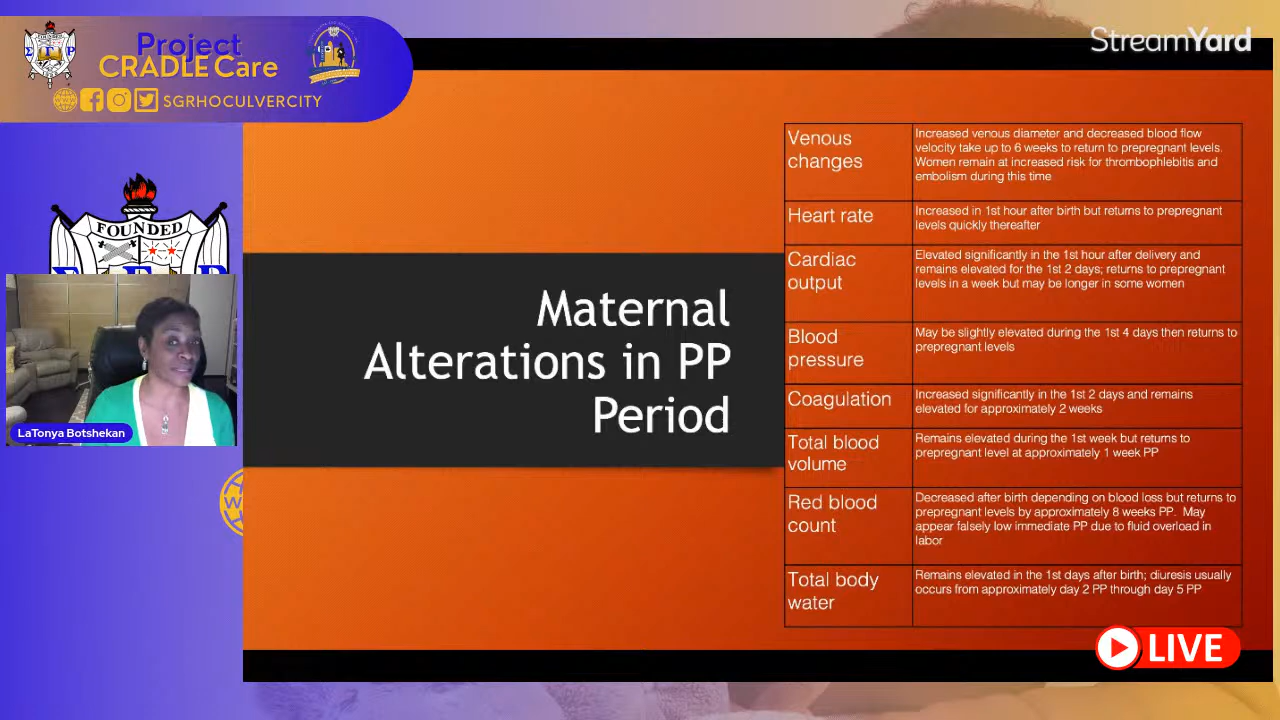 Project
CRADLE Care
SGRHOCULVERCITY
StreamYard
FOUNDED
Σ Γ Ρ
LaTonya Botshekan
Maternal
Alterations in PP
Period
Venous
changes
Increased venous diameter and decreased blood flow
velocity take up to 6 weeks to return to prepregnant levels.
Women remain at increased risk for thrombophlebitis and
embolism during this time
Heart rate
Increased in 1st hour after birth but returns to prepregnant
levels quickly thereafter
Cardiac
output
Elevated significantly in the 1st hour after delivery and
remains elevated for the 1st 2 days; returns to prepregnant
levels in a week but may be longer in some women
Blood
pressure
May be slightly elevated during the 1st 4 days then returns to
prepregnant levels
Coagulation
Increased significantly in the 1st 2 days and remains
elevated for approximately 2 weeks
Total blood
volume
Remains elevated during the 1st week but returns to
prepregnant level at approximately 1 week PP
Red blood
count
Decreased after birth depending on blood loss but returns to
prepregnant levels by approximately 8 weeks PP. May
appear falsely low immediate PP due to fluid overload in
labor
Total body
water
Remains elevated in the 1st days after birth; diuresis usually
occurs from approximately day 2 PP through day 5 PP
LIVE